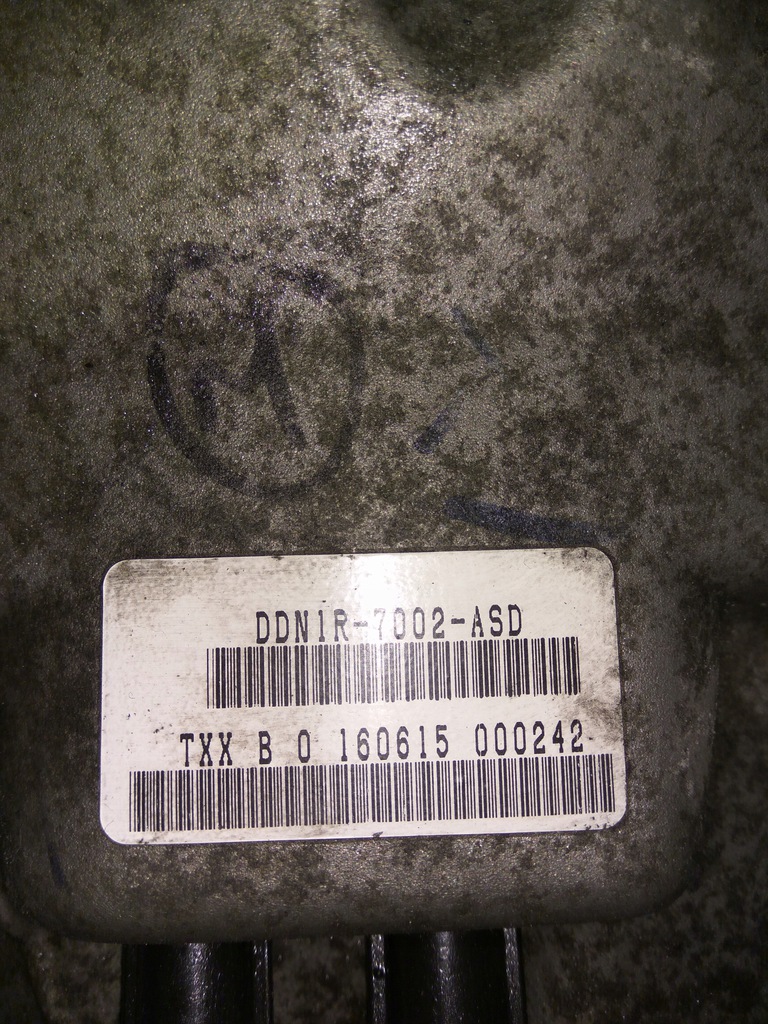 M
DDN1R-7002-ASD
TXX B 0 160615 000242